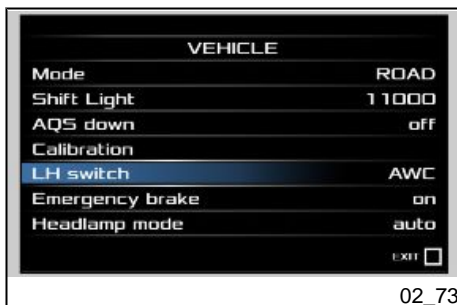 VEHICLE
Mode ROAD
Shift Light 11000
AQS down off
Calibration
LH switch AWC
Emergency brake on
Headlamp mode auto
EXIT
02_73